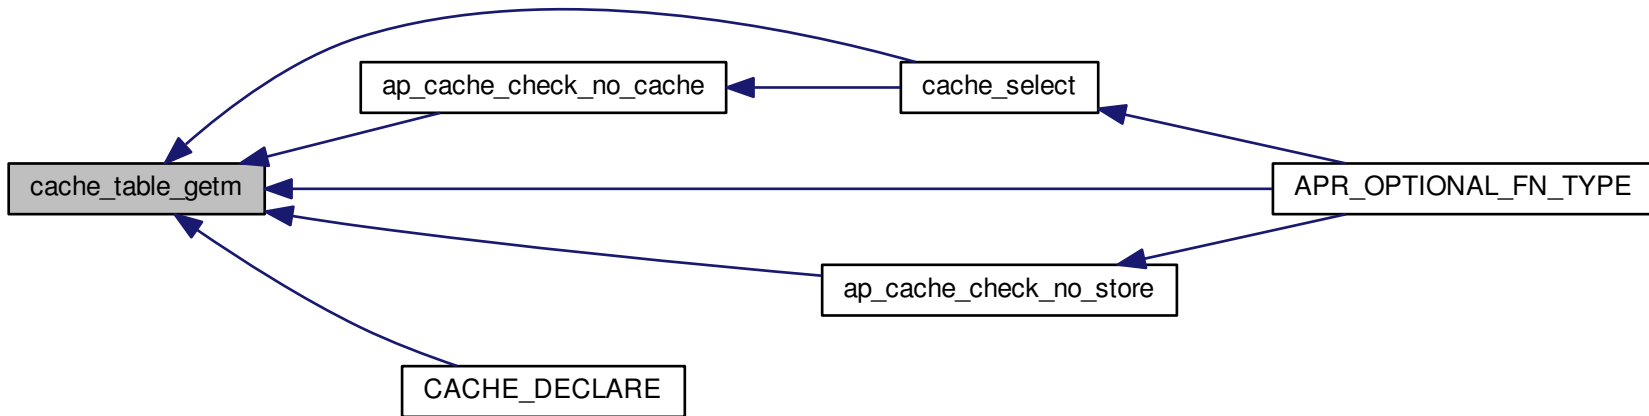 ap_cache_check_no_cache
cache_select
cache_table_getm
APR_OPTIONAL_FN_TYPE
ap_cache_check_no_store
CACHE_DECLARE